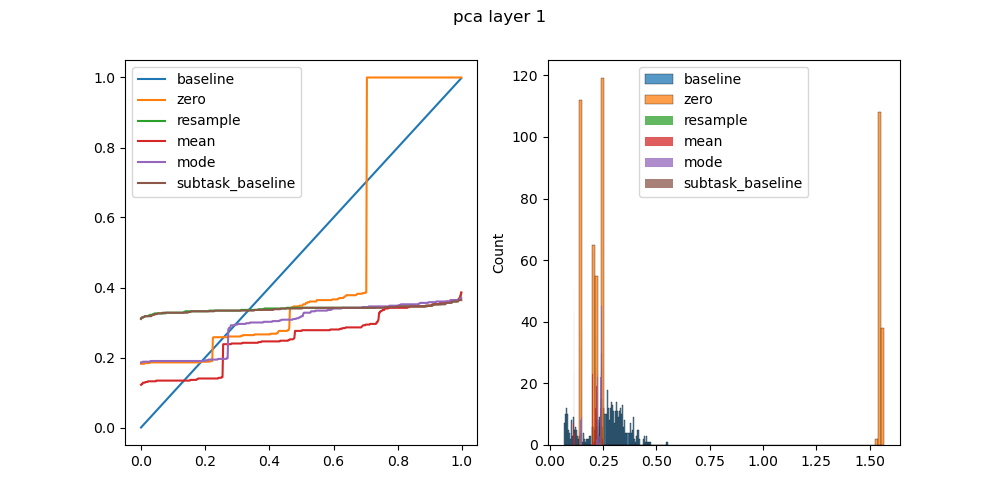 pca layer 1
baseline
zero
resample
mean
mode
subtask_baseline
1.0
0.8
0.6
0.4
0.2
0.0
0.0 0.2 0.4 0.6 0.8 1.0
baseline
zero
resample
mean
mode
subtask_baseline
Count
120
100
80
60
40
20
0
0.00 0.25 0.50 0.75 1.00 1.25 1.50